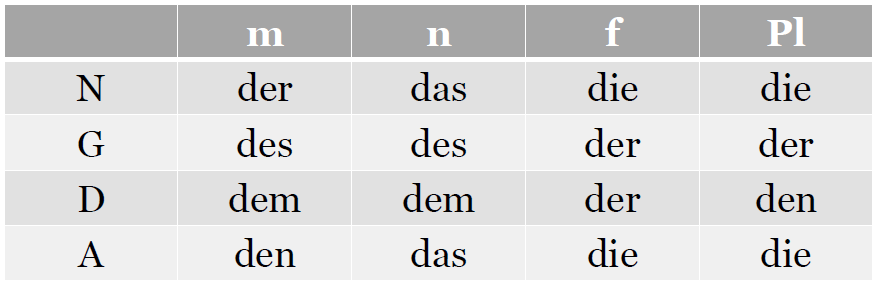 m n f Pl
N der das die die
G des des der der
D dem dem der den
A den das die die